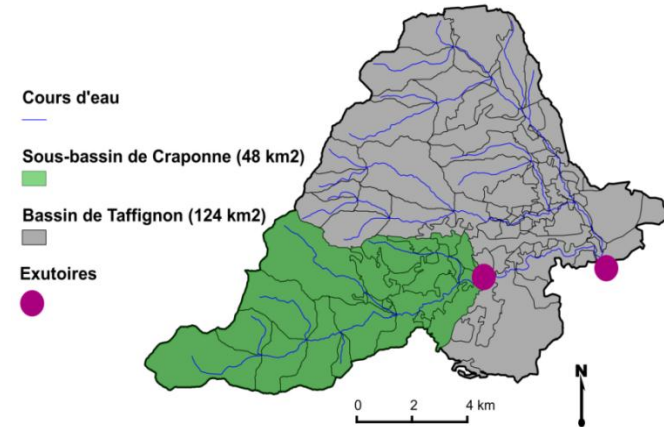 Cours d'eau
Sous-bassin de Craponne (48 km2)
Bassin de Taffignon (124 km2)
Exutoires
N
0 2 4 km